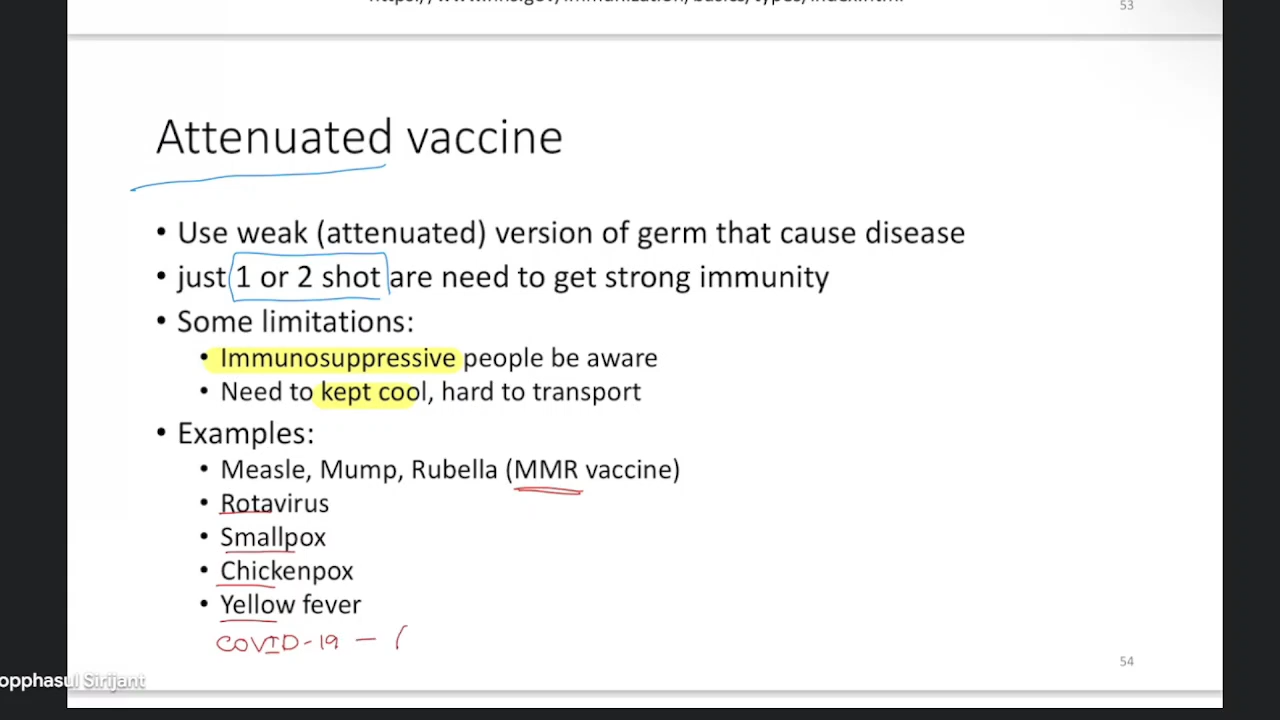 53
Attenuated vaccine
• Use weak (attenuated) version of germ that cause disease
• just 1 or 2 shot are need to get strong immunity
• Some limitations:
• Immunosuppressive people be aware
• Need to kept cool, hard to transport
• Examples:
• Measle, Mump, Rubella (MMR vaccine)
• Rotavirus
• Smallpox
• Chickenpox
• Yellow fever
COVID-19 – (
54
opphasul Sirijant